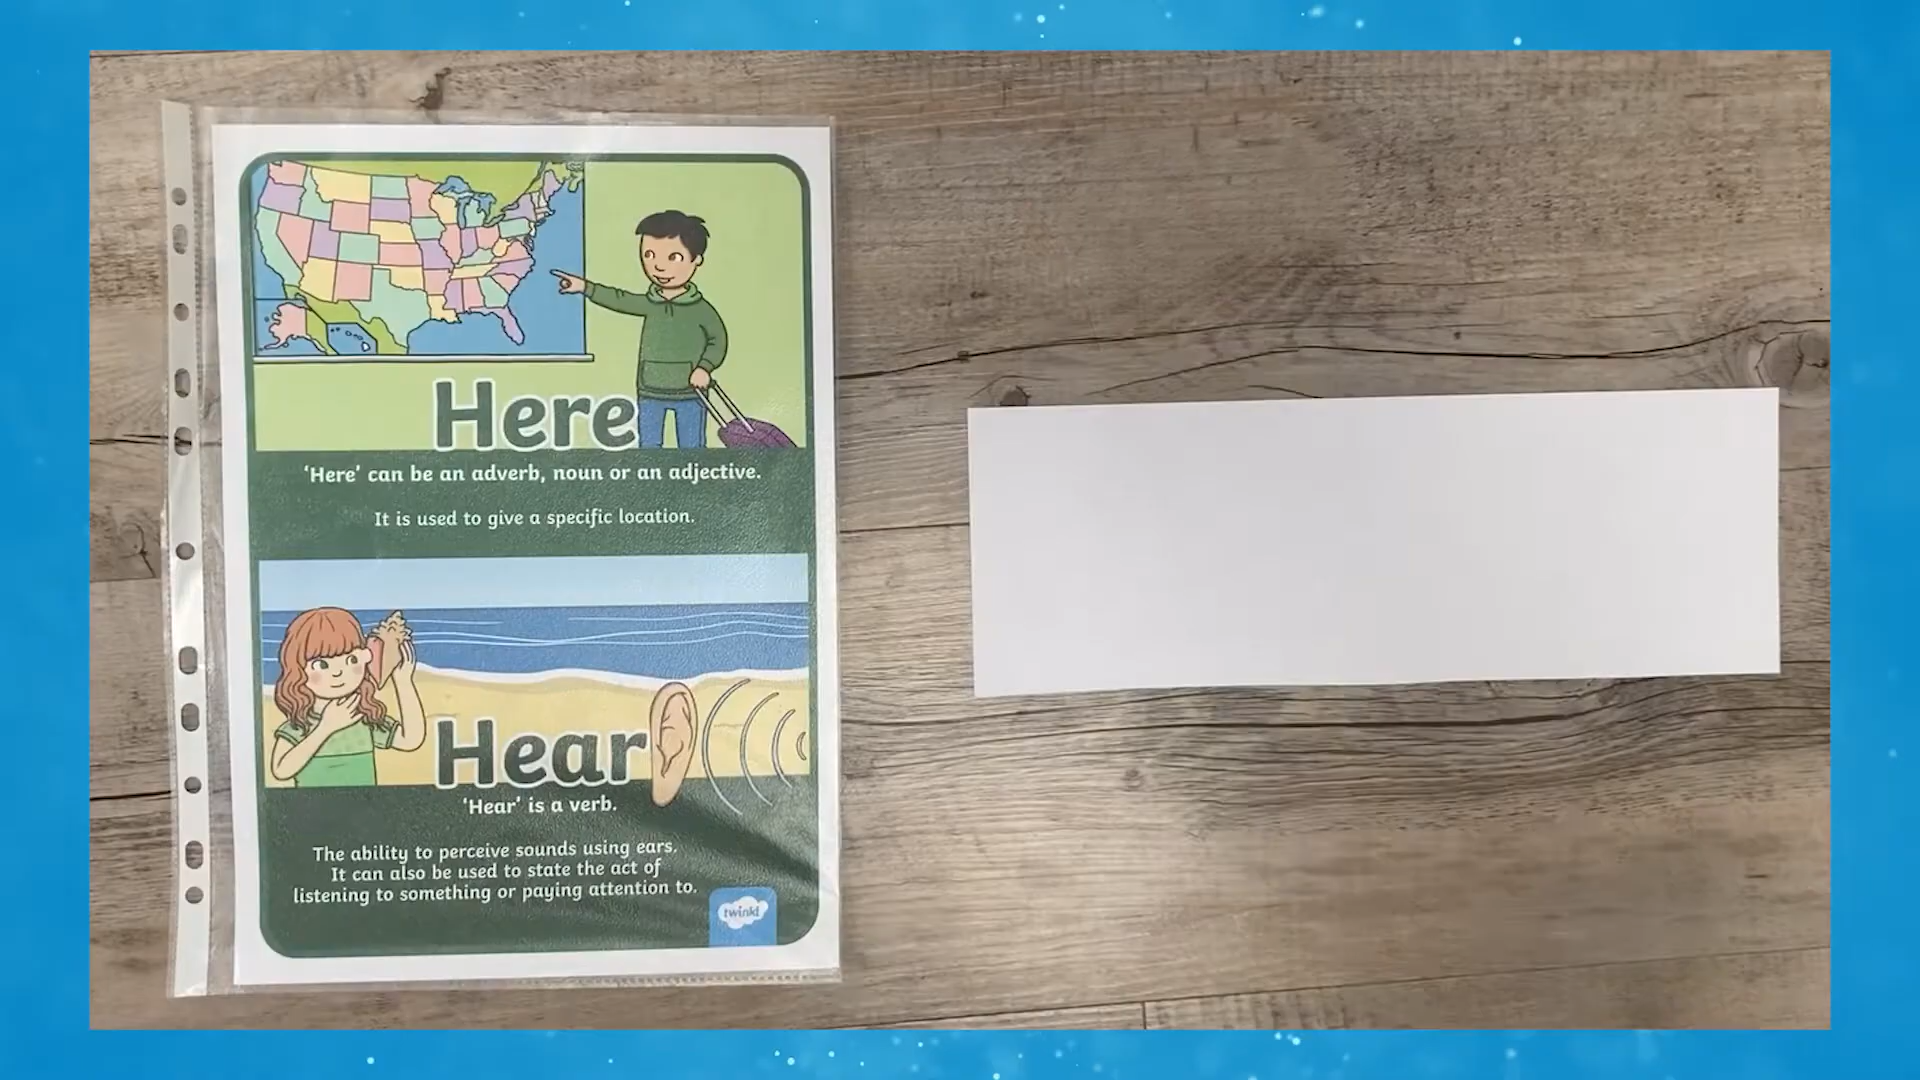 Here
‘Here’ can be an adverb, noun or an adjective.
It is used to give a specific location.
Hear
‘Hear’ is a verb.
The ability to perceive sounds using ears.
It can also be used to state the act of
listening to something or paying attention to.
twinkl